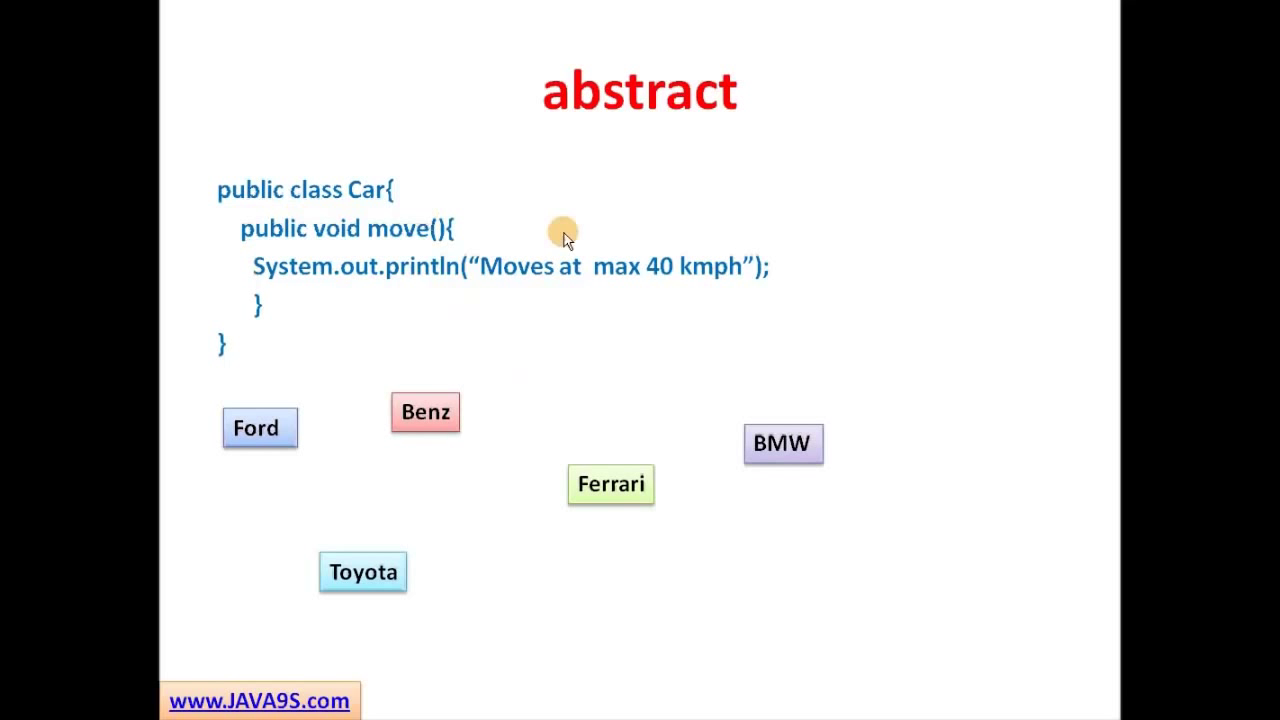 abstract
public class Car{
public void move(){
System.out.println(“Moves at  max 40 kmph”);
}
}
Ford
Benz
BMW
Ferrari
Toyota
www.JAVA9S.com